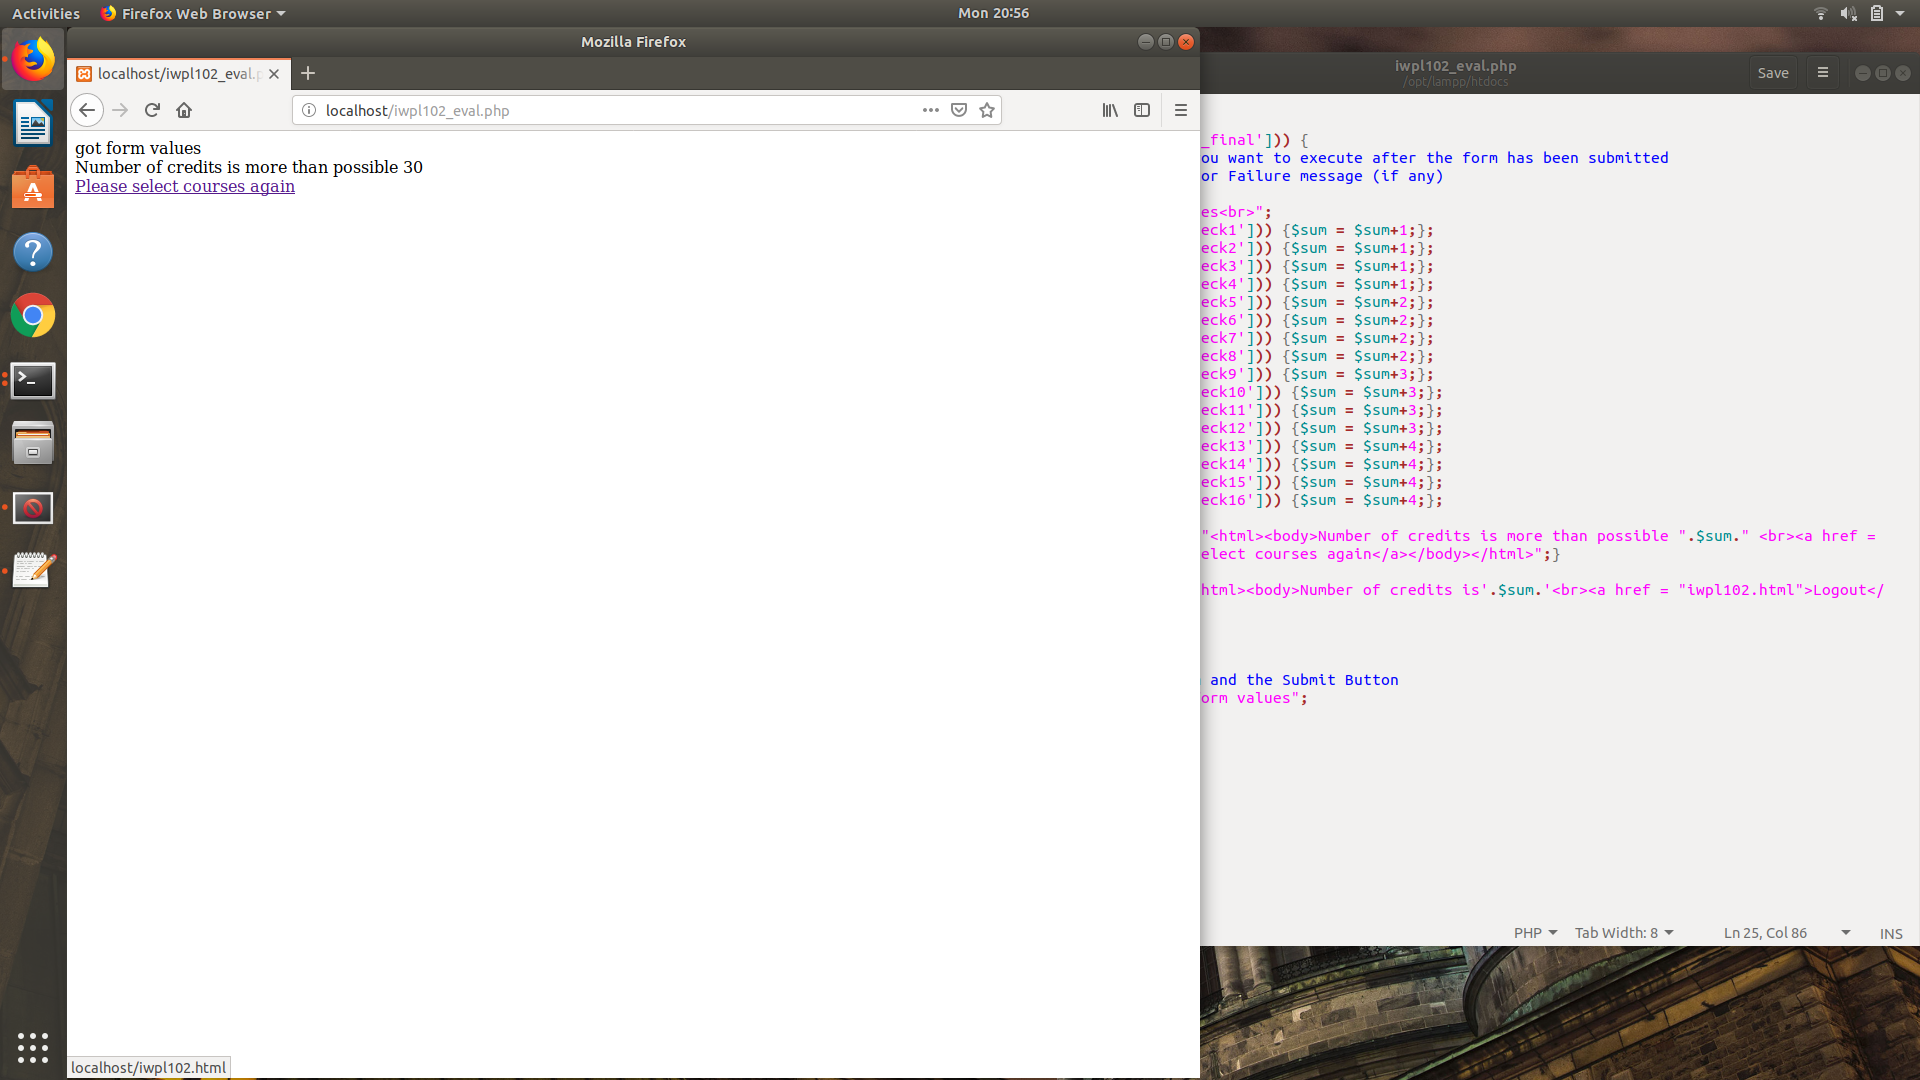 Activities
Firefox Web Browser
Mon 20:56
Mozilla Firefox
localhost/iwpl102_eval.p
localhost/iwpl102_eval.php
got form values
Number of credits is more than possible 30
Please select courses again
localhost/iwpl102.html
iwpl102_eval.php
/opt/lampp/htdocs
Save
_final'])) {
ou want to execute after the form has been submitted
or Failure message (if any)
es<br>";
eck1'])) {$sum = $sum+1;};
eck2'])) {$sum = $sum+1;};
eck3'])) {$sum = $sum+1;};
eck4'])) {$sum = $sum+1;};
eck5'])) {$sum = $sum+2;};
eck6'])) {$sum = $sum+2;};
eck7'])) {$sum = $sum+2;};
eck8'])) {$sum = $sum+2;};
eck9'])) {$sum = $sum+3;};
eck10'])) {$sum = $sum+3;};
eck11'])) {$sum = $sum+3;};
eck12'])) {$sum = $sum+3;};
eck13'])) {$sum = $sum+4;};
eck14'])) {$sum = $sum+4;};
eck15'])) {$sum = $sum+4;};
eck16'])) {$sum = $sum+4;};
"<html><body>Number of credits is more than possible ".$sum." <br><a href =
elect courses again</a></body></html>";}
html><body>Number of credits is'.$sum.'<br><a href = "iwpl102.html">Logout</
and the Submit Button
orm values";
PHP
Tab Width: 8
Ln 25, Col 86
INS